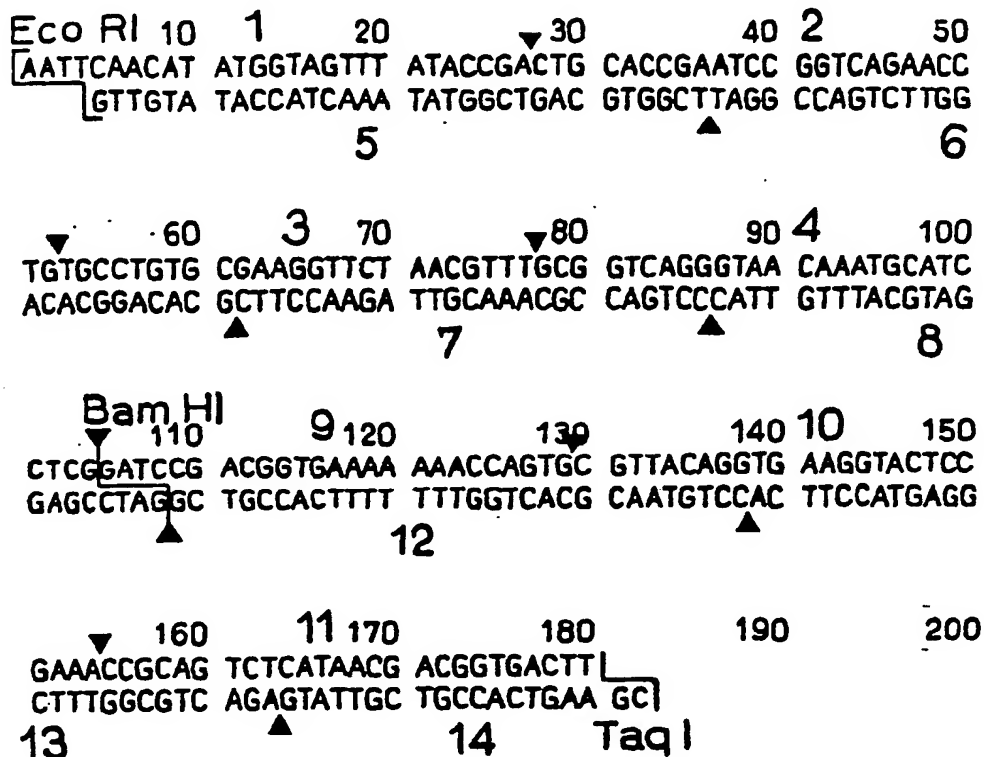 Eco RI 10 1 20 30 40 2 50
AATTCAACAT ATGGTAGTTT ATACCGACTG CACCGAATCC GGTCAGAACC
GTTGTA TACCATCAAA TATGGCTGAC GTGGCTTAGG CCAGTCTTGG
5 6
60 3 70 80 90 4 100
TGTGCCTGTG CGAAGGTTCT AACGTTTGCG GTCAGGGTAA CAAATGCATC
ACACGGACAC GCTTCCAAGA TTGCAAACGC CAGTCCCATT GTTTACGTAG
7 8
Bam HI
110 9 120 130 140 10 150
CTCGGATCCG ACGGTGAAAA AAACCAGTGC GTTACAGGTG AAGGTACTCC
GAGCCTAGGC TGCCACTTTT TTTGGTCACG CAATGTCCAC TTCCATGAGG
12
160 11 170 180 190 200
GAAACCGCAG TCTCATAACG ACGGTGACTT
CTTTGGCGTC AGAGTATTGC TGCCACTGAA GC
13 14 Taq I